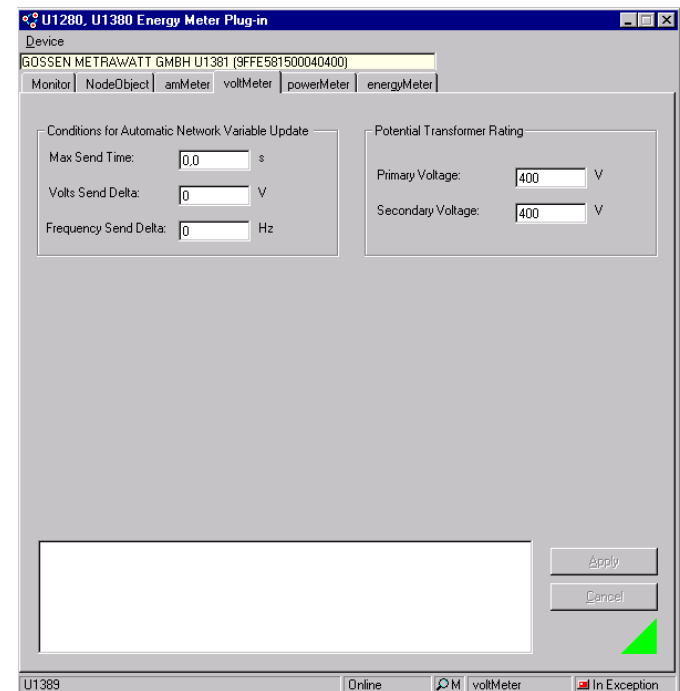 U1280, U1380 Energy Meter Plug-in
Device
GOSSEN METRAWATT GMBH U1381 (9FFE581500040400)
Monitor NodeObject amMeter voltMeter powerMeter energyMeter
Conditions for Automatic Network Variable Update
Max Send Time: 0,0 s
Volts Send Delta: 0 V
Frequency Send Delta: 0 Hz
Potential Transformer Rating
Primary Voltage: 400 V
Secondary Voltage: 400 V
Apply
Cancel
U1389 Online M voltMeter In Exception